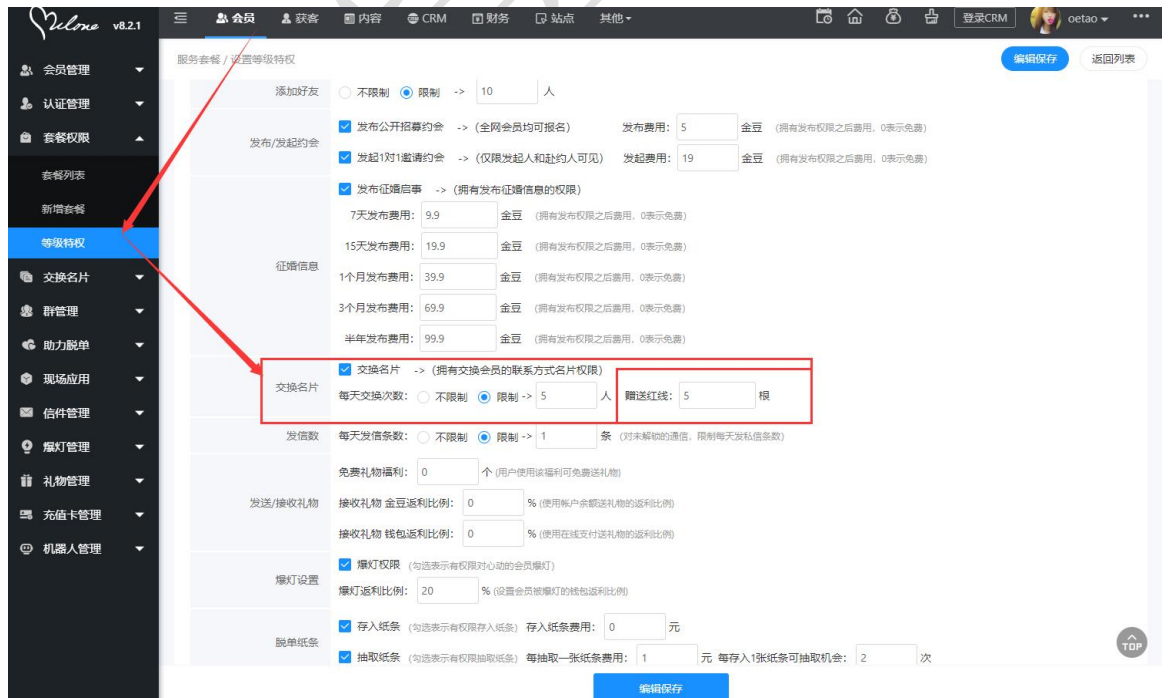 Milone v8.2.1
会员 获客 内容 CRM 财务 站点 其他
登录CRM oetao
服务套餐 / 设置等级特权 编辑保存 返回列表
会员管理
认证管理
套餐权限
套餐列表
新增套餐
等级特权
交换名片
群管理
助力脱单
现场应用
信件管理
爆灯管理
礼物管理
充值卡管理
机器人管理
添加好友 不限制 限制 -> 10 人
发布/发起约会
发布公开招募约会 -> (全网会员均可报名) 发布费用: 5 金豆 (拥有发布权限之后费用, 0表示免费)
发起1对1邀请约会 -> (仅限发起人和赴约人可见) 发起费用: 19 金豆 (拥有发布权限之后费用, 0表示免费)
征婚信息
发布征婚启事 -> (拥有发布征婚信息的权限)
7天发布费用: 9.9 金豆 (拥有发布权限之后费用, 0表示免费)
15天发布费用: 19.9 金豆 (拥有发布权限之后费用, 0表示免费)
1个月发布费用: 39.9 金豆 (拥有发布权限之后费用, 0表示免费)
3个月发布费用: 69.9 金豆 (拥有发布权限之后费用, 0表示免费)
半年发布费用: 99.9 金豆 (拥有发布权限之后费用, 0表示免费)
交换名片
交换名片 -> (拥有交换会员的联系方式名片权限)
每天交换次数: 不限制 限制 -> 5 人 赠送红线: 5 根
发信数 每天发信条数: 不限制 限制 -> 1 条 (对未解锁的通信, 限制每天发私信条数)
发送/接收礼物
免费礼物福利: 0 个 (用户使用该福利可免费送礼物)
接收礼物 金豆返利比例: 0 % (使用帐户余额送礼物的返利比例)
接收礼物 钱包返利比例: 0 % (使用在线支付送礼物的返利比例)
爆灯设置
爆灯权限 (勾选表示有权限对心动的会员爆灯)
爆灯返利比例: 20 % (设置会员被爆灯的钱包返利比例)
脱单纸条
存入纸条 (勾选表示有权限存入纸条) 存入纸条费用: 0 元
抽取纸条 (勾选表示有权限抽取纸条) 每抽取一张纸条费用: 1 元 每存入1张纸条可抽取机会: 2 次
TOP
编辑保存